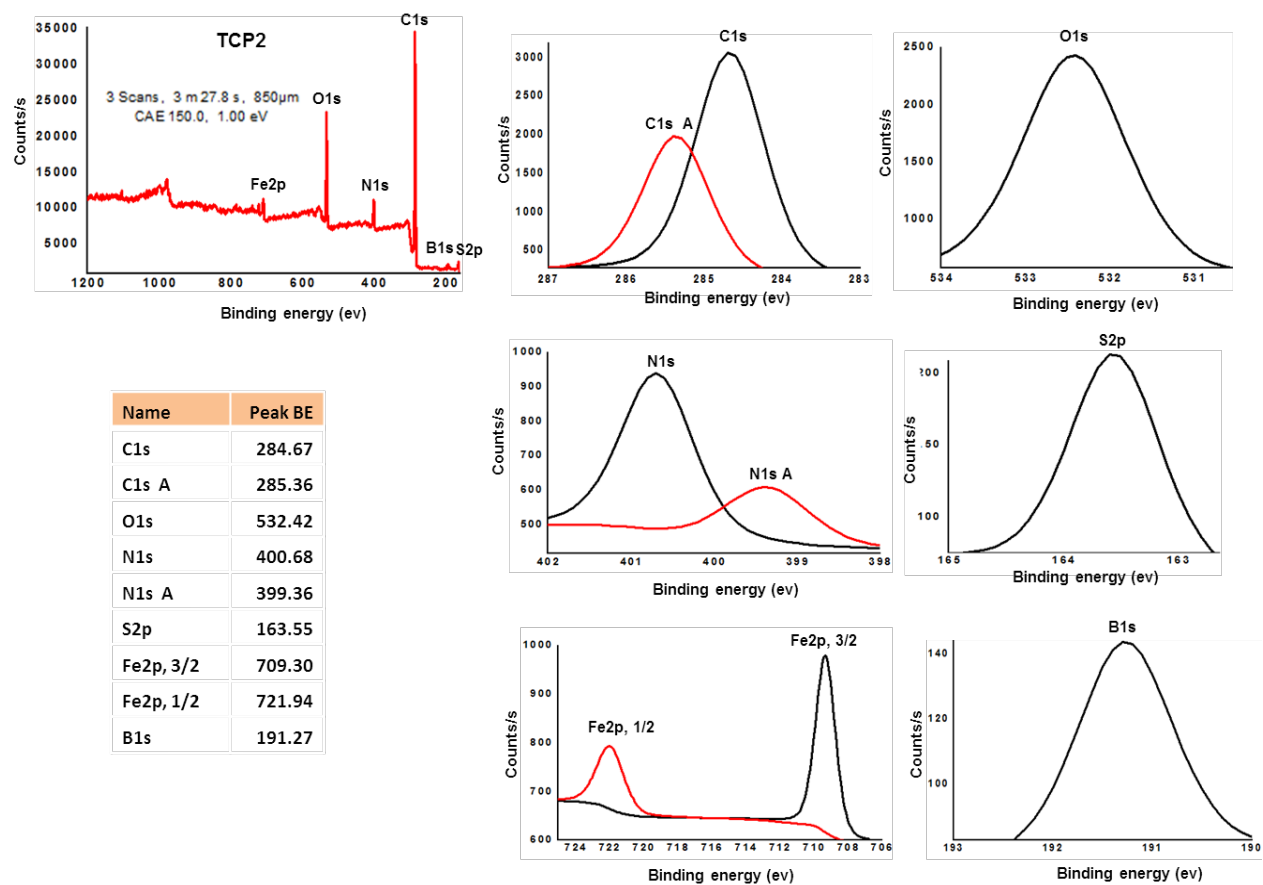 TCP2
3 Scans, 3 m 27.8 s, 850µm
CAE 150.0, 1.00 eV
C1s
O1s
Fe2p
N1s
B1s S2p
Counts/s
35000
30000
25000
20000
15000
10000
5000
1200 1000 800 600 400 200
Binding energy (ev)
C1s
C1s A
Counts/s
3000
2500
2000
1500
1000
500
287 286 285 284 283
Binding energy (ev)
O1s
Counts/s
2500
2000
1500
1000
534 533 532 531
Binding energy (ev)
Name Peak BE
C1s 284.67
C1s A 285.36
O1s 532.42
N1s 400.68
N1s A 399.36
S2p 163.55
Fe2p, 3/2 709.30
Fe2p, 1/2 721.94
B1s 191.27
N1s
N1s A
Counts/s
1000
900
800
700
600
500
402 401 400 399 398
Binding energy (ev)
S2p
Counts/s
100
165 164 163
Binding energy (ev)
Fe2p, 3/2
Fe2p, 1/2
Counts/s
1000
900
800
700
600
724 722 720 718 716 714 712 710 708 706
Binding energy (ev)
B1s
Counts/s
140
120
100
193 192 191 190
Binding energy (ev)